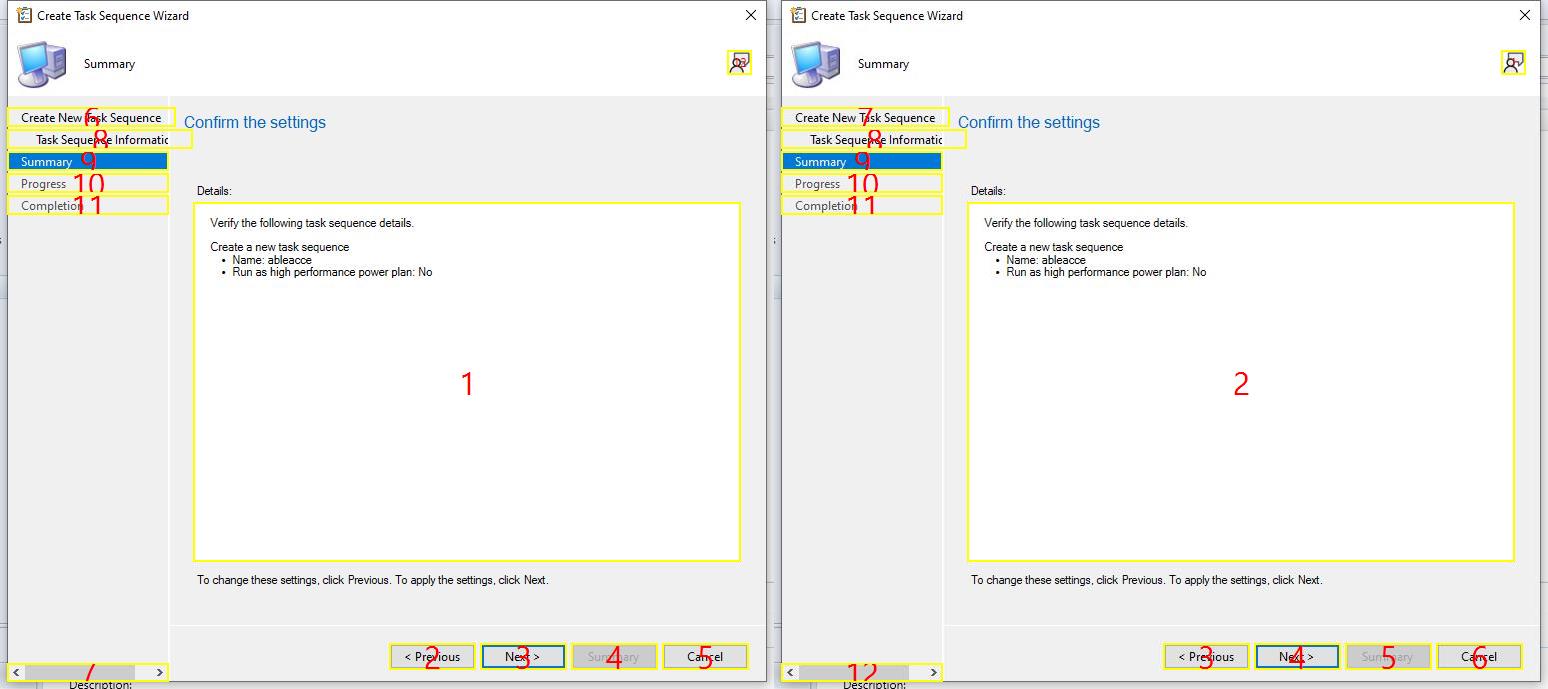 Create Task Sequence Wizard
Summary
Create New Task Sequence
6
Task Sequence Informatic
8
Summary
9
Progress
10
Completion
11
7
Confirm the settings
Details:
Verify the following task sequence details.
Create a new task sequence
• Name: ableacce
• Run as high performance power plan: No
1
To change these settings, click Previous. To apply the settings, click Next.
< Previous
2
Next >
3
Summary
4
Cancel
5
Description:
Create Task Sequence Wizard
Summary
Create New Task Sequence
7
Task Sequence Informatic
8
Summary
9
Progress
10
Completion
11
12
Confirm the settings
Details:
Verify the following task sequence details.
Create a new task sequence
• Name: ableacce
• Run as high performance power plan: No
2
To change these settings, click Previous. To apply the settings, click Next.
< Previous
3
Next >
4
Summary
5
Cancel
6
Description: